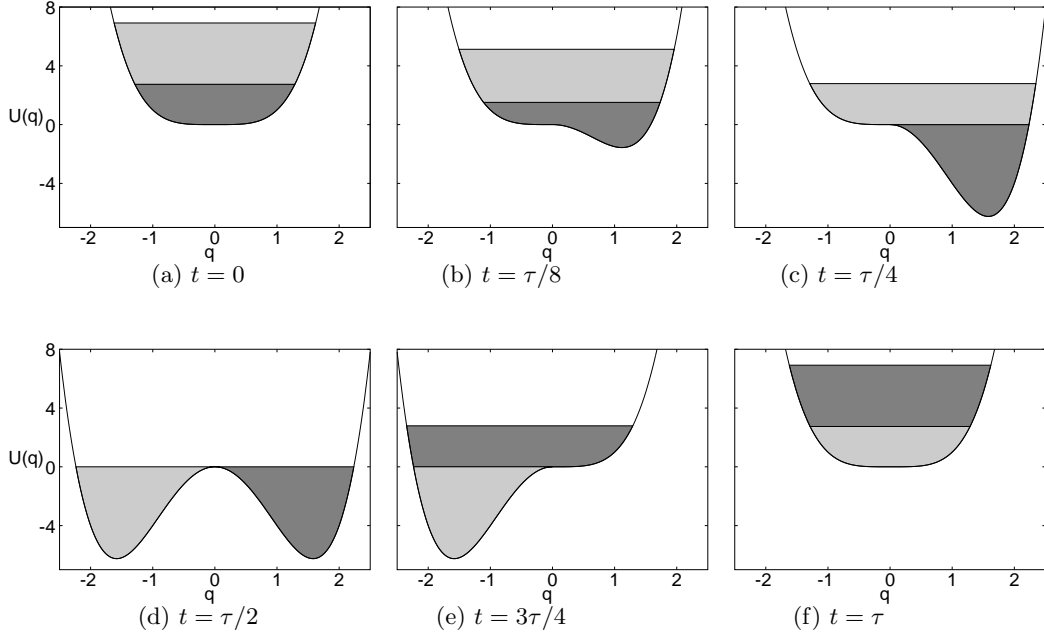 8
4
U(q) 0
-4
-2 -1 0 1 2
q
(a) t = 0
-2 -1 0 1 2
q
(b) t = τ/8
-2 -1 0 1 2
q
(c) t = τ/4
8
4
U(q) 0
-4
-2 -1 0 1 2
q
(d) t = τ/2
-2 -1 0 1 2
q
(e) t = 3τ/4
-2 -1 0 1 2
q
(f) t = τ